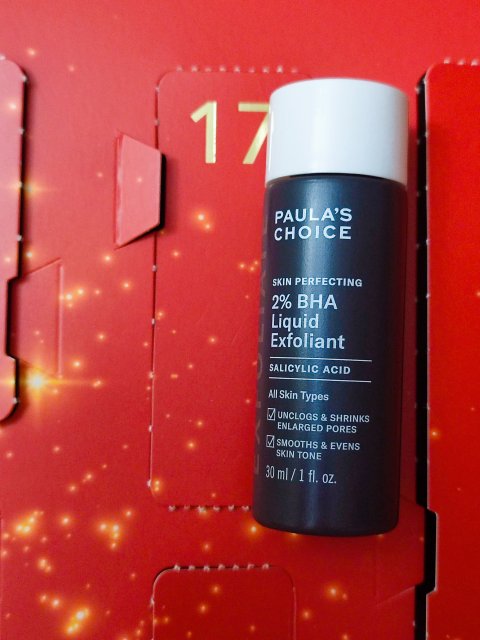 17
PAULA'S
CHOICE
SKIN PERFECTING
2% BHA
Liquid
Exfoliant
SALICYLIC ACID
All Skin Types
UNCLOGS & SHRINKS
ENLARGED PORES
SMOOTHS & EVENS
SKIN TONE
30 ml / 1 fl. oz.